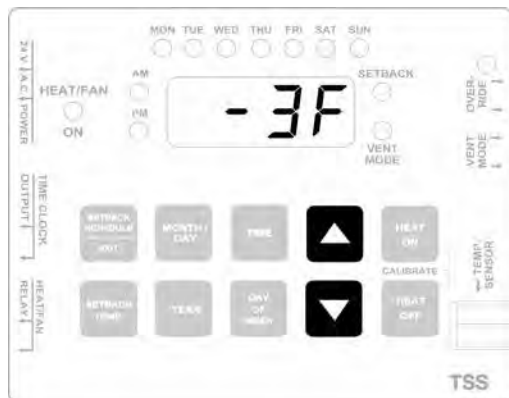 MON TUE WED THU FRI SAT SUN
24V A.C. POWER
HEAT/FAN
ON
AM
PM
-3F
SETBACK
VENT
MODE
OVER-
RIDE
VENT
MODE
TIME CLOCK
OUTPUT
SETBACK
SCHEDULE
EXIT
MONTH /
DAY
TIME
HEAT
ON
CALIBRATE
TEMP.
SENSOR
HEAT/FAN
RELAY
SETBACK
TEMP.
YEAR
DAY
OF
WEEK
HEAT
OFF
TSS